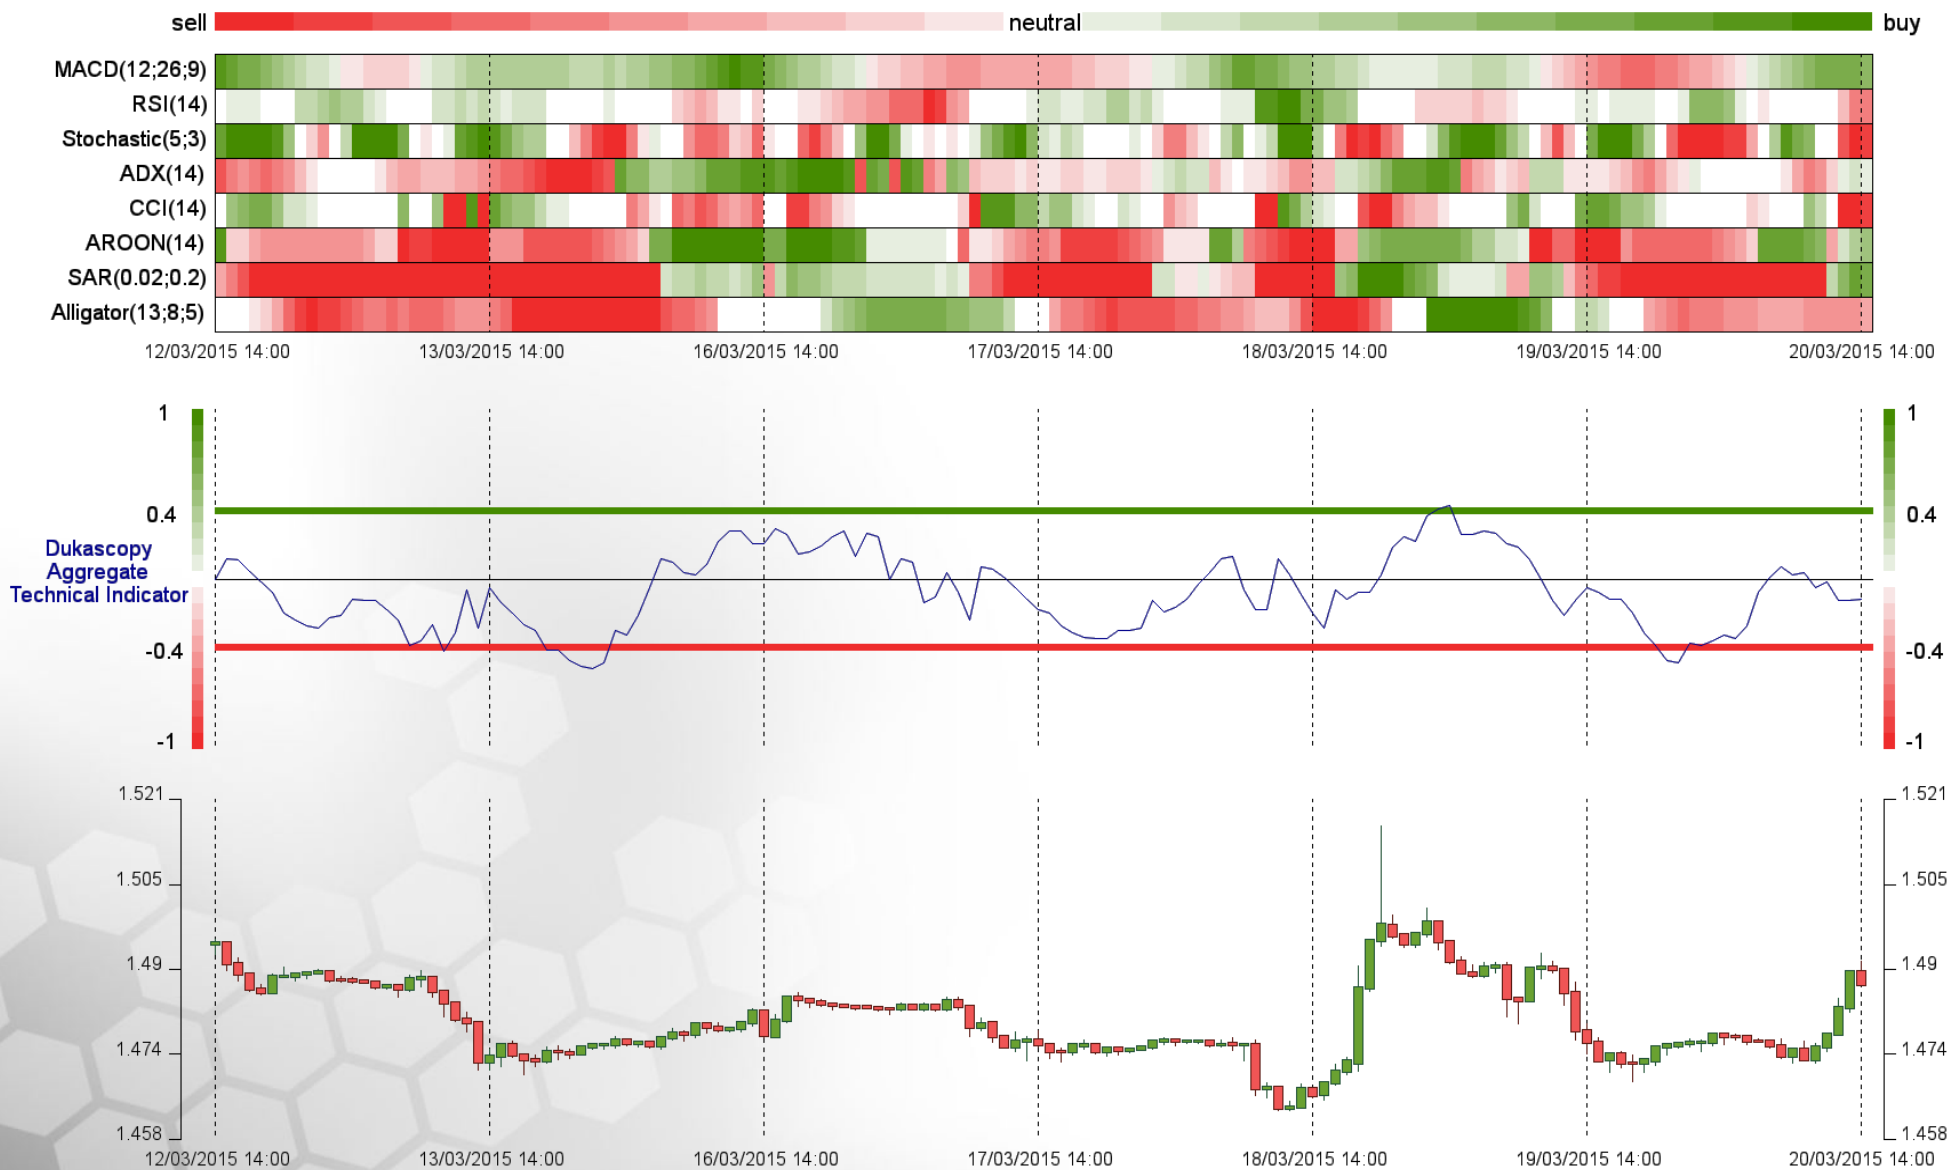 sell neutral buy
MACD(12;26;9)
RSI(14)
Stochastic(5;3)
ADX(14)
CCI(14)
AROON(14)
SAR(0.02;0.2)
Alligator(13;8;5)
12/03/2015 14:00 13/03/2015 14:00 16/03/2015 14:00 17/03/2015 14:00 18/03/2015 14:00 19/03/2015 14:00 20/03/2015 14:00
1 1
0.4 0.4
Dukascopy
Aggregate
Technical Indicator
-0.4 -0.4
-1 -1
1.521 1.521
1.505 1.505
1.49 1.49
1.474 1.474
1.458 1.458
12/03/2015 14:00 13/03/2015 14:00 16/03/2015 14:00 17/03/2015 14:00 18/03/2015 14:00 19/03/2015 14:00 20/03/2015 14:00